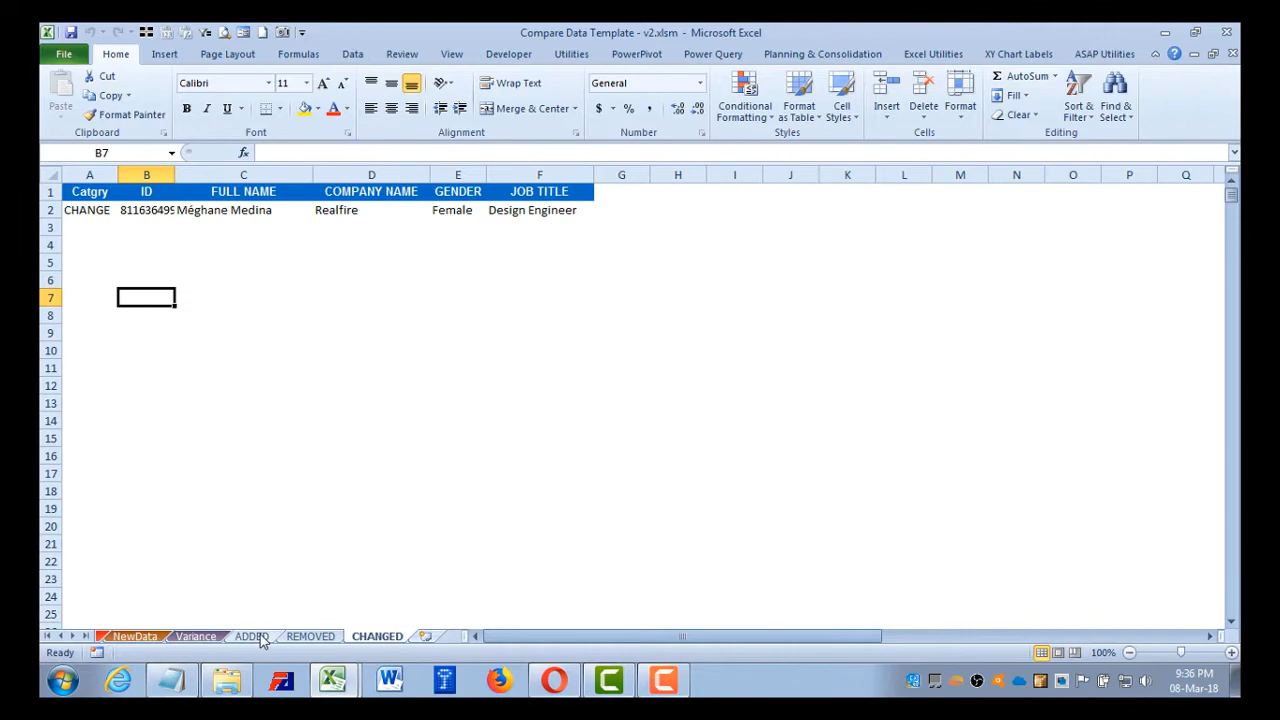 Compare Data Template - v2.xlsm - Microsoft Excel
File Home Insert Page Layout Formulas Data Review View Developer Utilities PowerPivot Power Query Planning & Consolidation Excel Utilities XY Chart Labels ASAP Utilities
Paste
Cut
Copy
Format Painter
Clipboard
Calibri 11
B I U
Font
Wrap Text
Merge & Center
Alignment
General
$ % ,
Number
Conditional Formatting
Format as Table
Cell Styles
Styles
Insert Delete Format
Cells
AutoSum
Fill
Clear
Sort & Filter
Find & Select
Editing
B7 fx
A B C D E F G H I J K L M N O P Q
1 Catgry ID FULL NAME COMPANY NAME GENDER JOB TITLE
2 CHANGE 811636499 Méghane Medina Realfire Female Design Engineer
3
4
5
6
7
8
9
10
11
12
13
14
15
16
17
18
19
20
21
22
23
24
25
NewData Variance ADDED REMOVED CHANGED
Ready 100%
9:36 PM
08-Mar-18